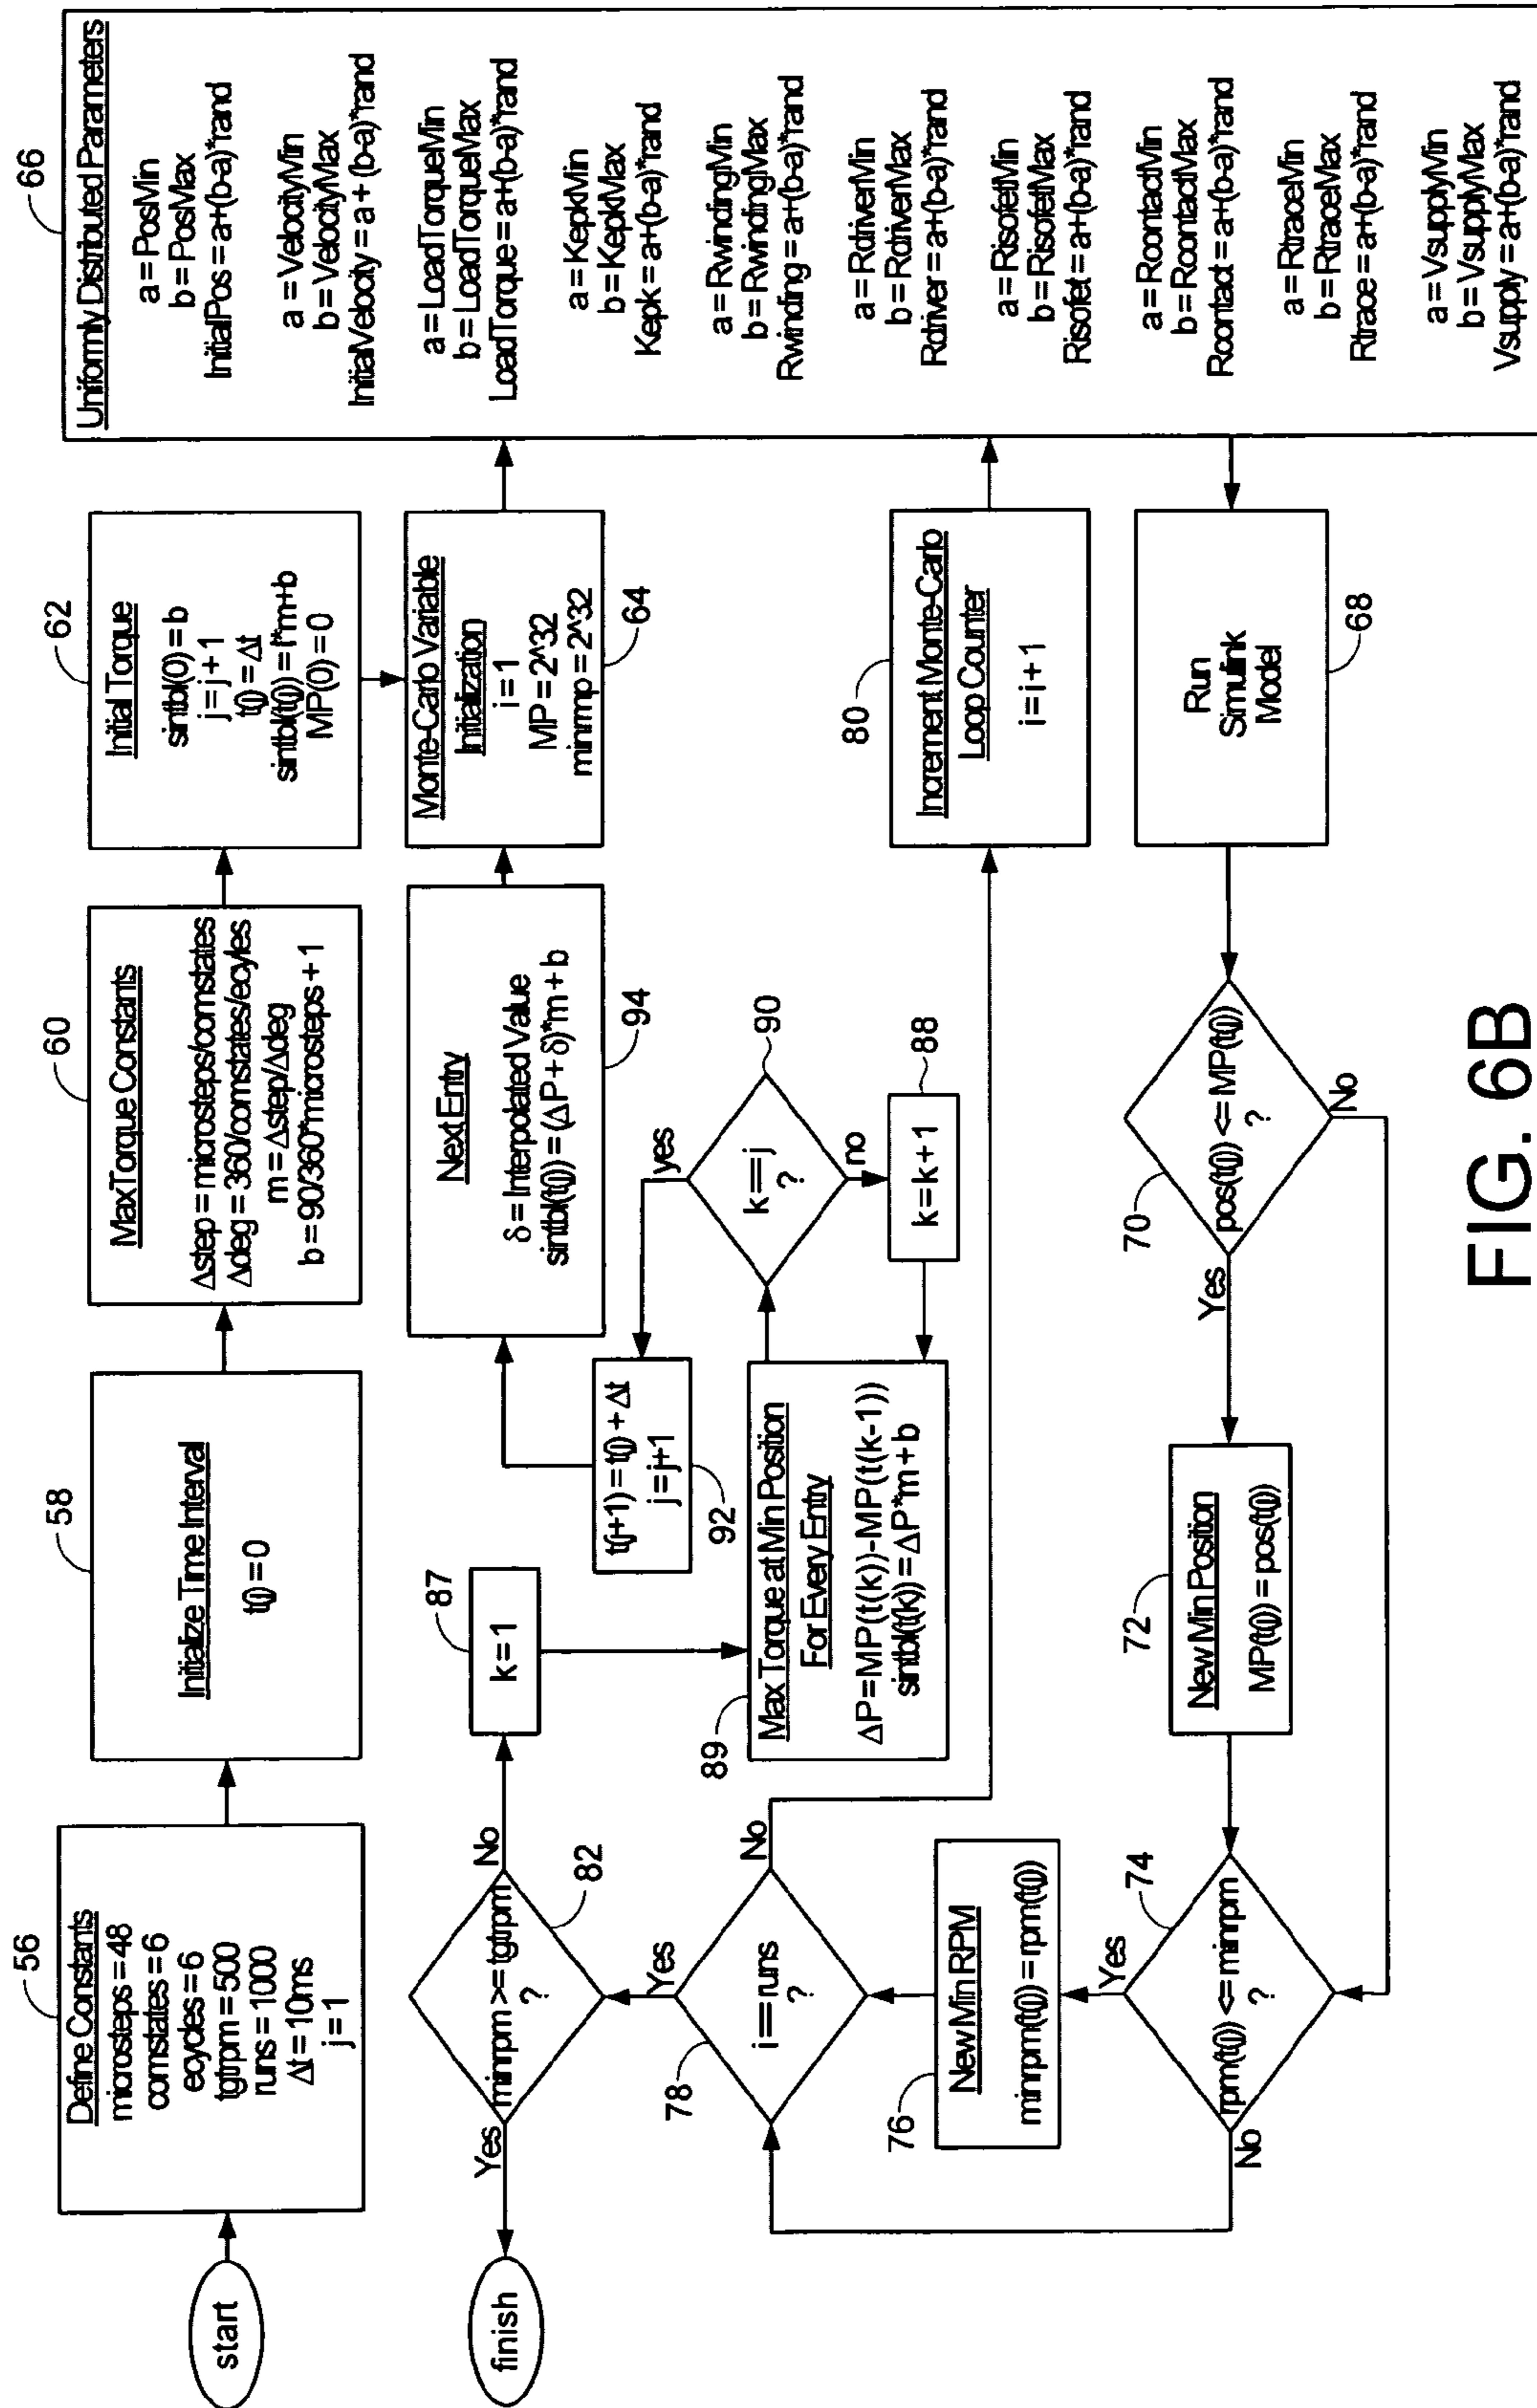 start
56
Define Constants
microsteps = 48
comstates = 6
ecycles = 6
tgtrpm = 500
runs = 1000
Δt = 10ms
j = 1
58
Initialize Time Interval
t(j) = 0
60
MaxTorque Constants
Δstep = microsteps/comstates
Δdeg = 360/comstates/ecyles
m = Δstep/Δdeg
b = 90/360*microsteps + 1
62
Initial Torque
sintbl(0) = b
j = j + 1
t(j) = Δt
sintbl(t(j)) = l*m+b
MP(0) = 0
64
Monte-Carlo Variable
Initialization
i = 1
MP = 2^32
minrmp = 2^32
66
Uniformly Distributed Parameters
a = PosMin
b = PosMax
InitialPos = a+(b-a)*rand
a = VelocityMin
b = VelocityMax
InitialVelocity = a + (b-a)*rand
a = LoadTorqueMin
b = LoadTorqueMax
LoadTorque = a+(b-a)*rand
a = KepkMin
b = KepkMax
Kepk = a+(b-a)*rand
a = RwindingMin
b = RwindingMax
Rwinding = a+(b-a)*rand
a = RdriverMin
b = RdriverMax
Rdriver = a+(b-a)*rand
a = RisofetMin
b = RisofetMax
Risofet = a+(b-a)*rand
a = RcontactMin
b = RcontactMax
Rcontact = a+(b-a)*rand
a = RtraceMin
b = RtraceMax
Rtrace = a+(b-a)*rand
a = VsupplyMin
b = VsupplyMax
Vsupply = a+(b-a)*rand
finish
Yes
minrpm >= tgtrpm
?
82
No
87
k = 1
89
Max Torque at Min Position
For Every Entry
ΔP=MP(t(k))-MP(t(k-1))
sintbl(t(k)) = ΔP*m + b
90
k==j
?
yes
no
88
k=k+1
92
t(j+1) = t(j) + Δt
j = j+1
Next Entry
δ = Interpolated Value
sintbl(t(j)) = (ΔP + δ)*m + b
94
78
i==runs
?
Yes
No
80
Increment Monte-Carlo
Loop Counter
i = i + 1
Run
Simulink
Model
68
70
pos(t(j)) <= MP(t(j))
?
Yes
No
72
New Min Position
MP(t(j)) = pos(t(j))
74
rpm(t(j)) <= minrpm
?
Yes
No
76
New Min RPM
minrpm(t(j)) = rpm(t(j))
FIG. 6B